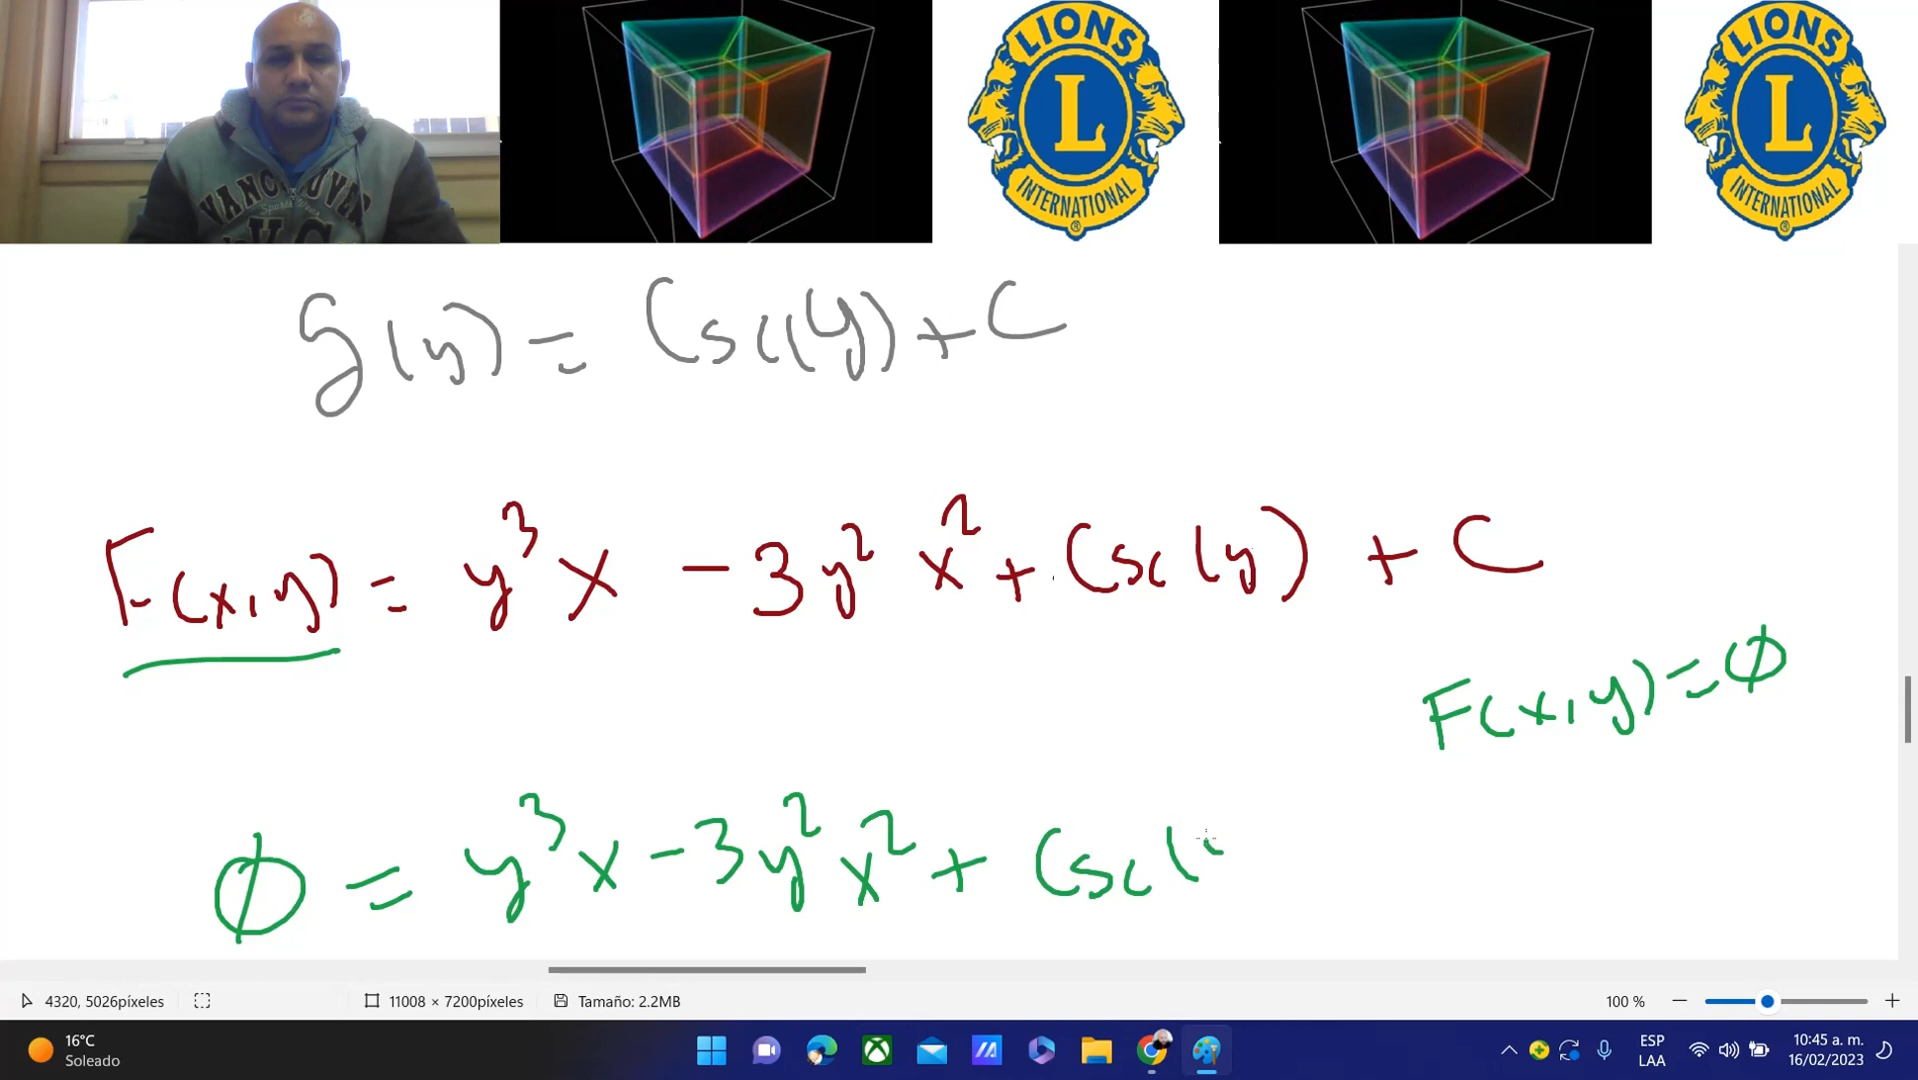 LIONS
L
INTERNATIONAL
®
LIONS
L
INTERNATIONAL
®
g(y) = Csc(y) + C
F(x,y) = y³x - 3y²x² + Csc(y) + C
F(x,y) = ϕ
ϕ = y³x - 3y²x² + Csc(
4320, 5026píxeles
11008 × 7200píxeles
Tamaño: 2.2MB
100 %
16°C
Soleado
ESP
LAA
10:45 a. m.
16/02/2023